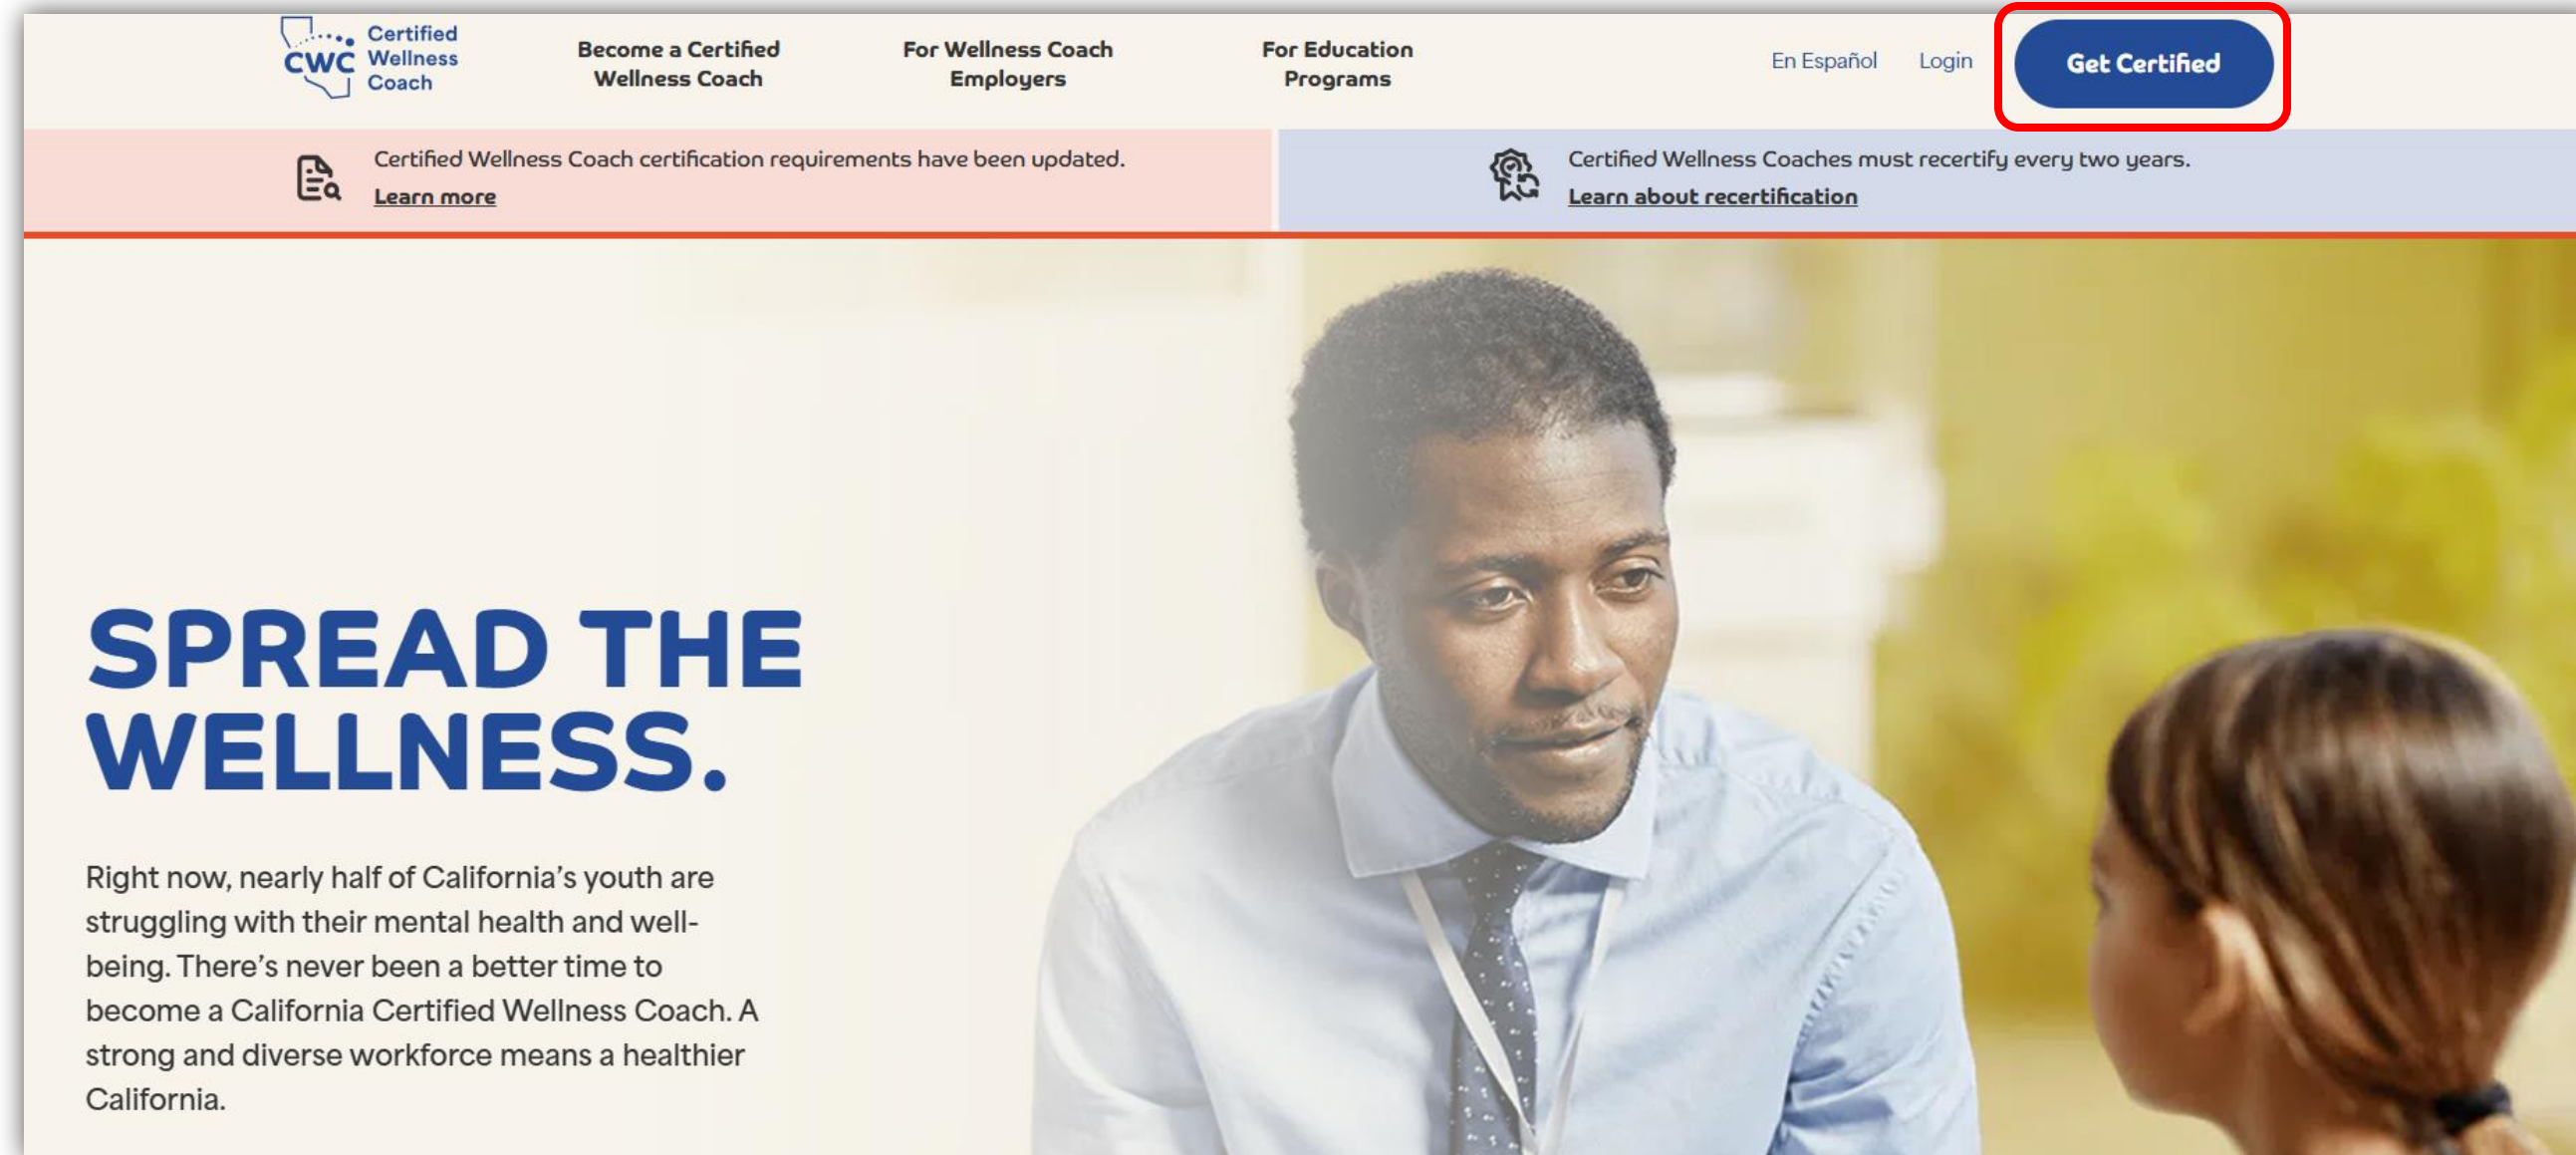 CWC
Certified
Wellness
Coach
Become a Certified
Wellness Coach
For Wellness Coach
Employers
For Education
Programs
En Español
Login
Get Certified
Certified Wellness Coach certification requirements have been updated.
Learn more
Certified Wellness Coaches must recertify every two years.
Learn about recertification
SPREAD THE
WELLNESS.
Right now, nearly half of California’s youth are
struggling with their mental health and well-
being. There’s never been a better time to
become a California Certified Wellness Coach. A
strong and diverse workforce means a healthier
California.